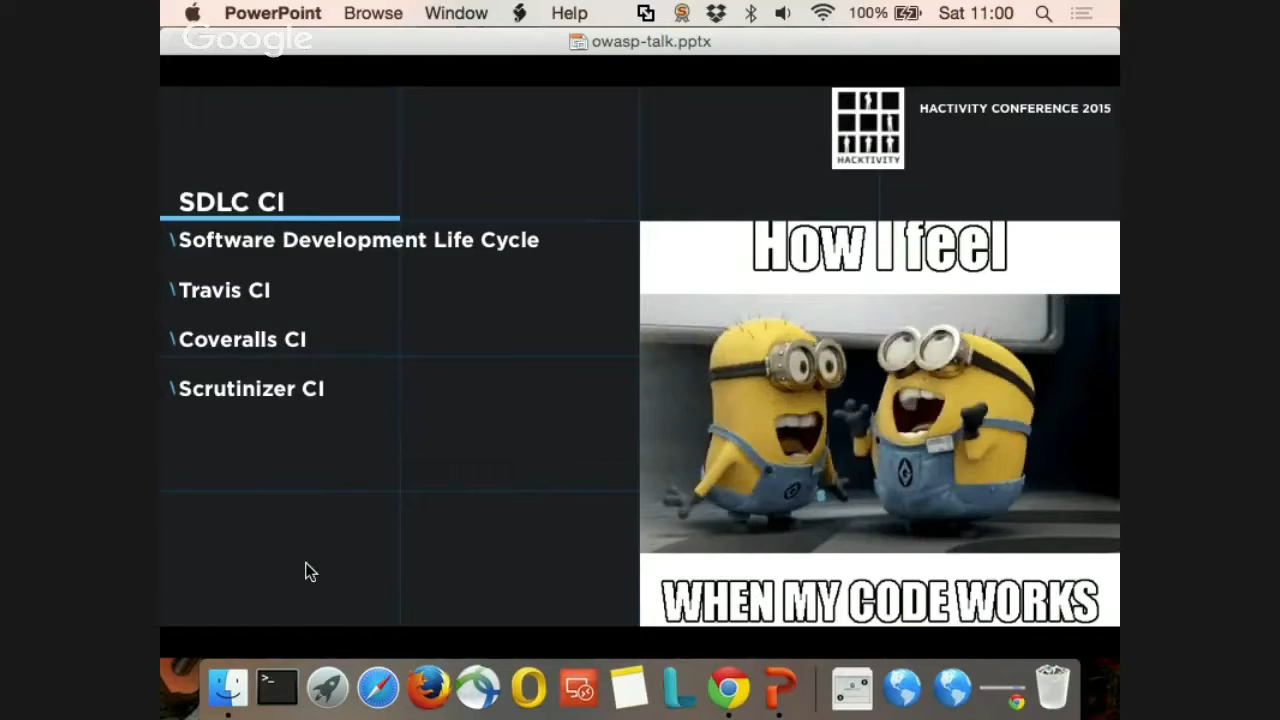 PowerPoint Browse Window Help 100% Sat 11:00
Google
owasp-talk.pptx
HACKTIVITY
HACTIVITY CONFERENCE 2015
SDLC CI
\Software Development Life Cycle
\Travis CI
\Coveralls CI
\Scrutinizer CI
How I feel
WHEN MY CODE WORKS